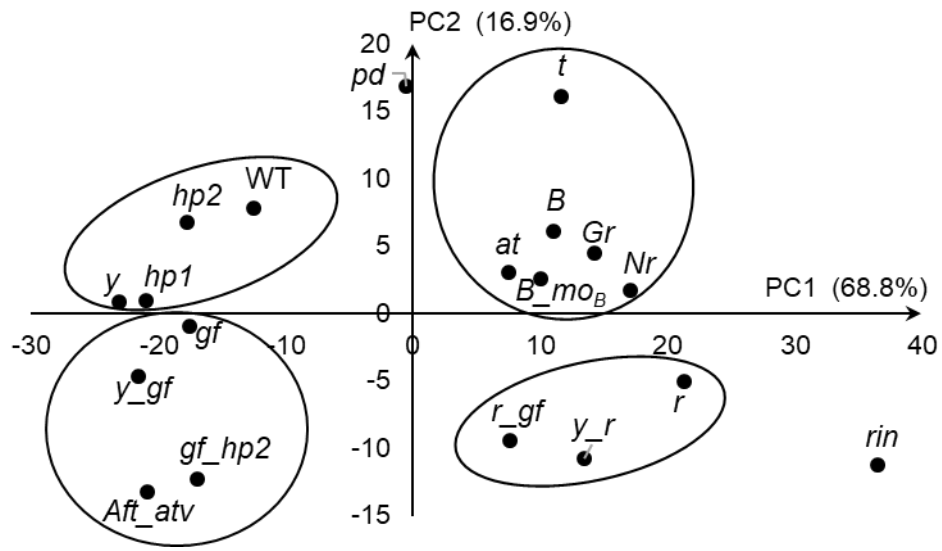 PC2 (16.9%)
20
pd
t
15
10
WT
hp2
B
5
Gr
at
Nr
y
hp1
B_moB
PC1 (68.8%)
0
gf
-30
-20
-10
0
10
20
30
40
y_gf
-5
r_gf
y_r
r
gf_hp2
-10
rin
Aft_atv
-15